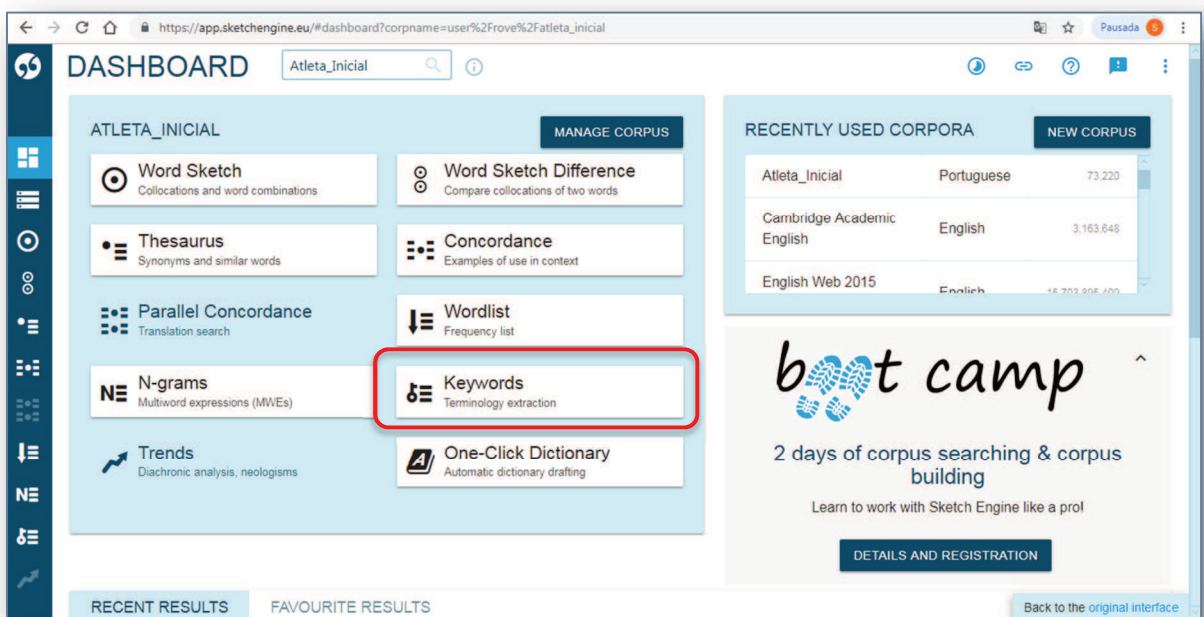 https://app.sketchengine.eu/#dashboard?corpname=user%2Frove%2Fatleta_inicial
Pausada
S
DASHBOARD
Atleta_Inicial
ATLETA_INICIAL
MANAGE CORPUS
Word Sketch
Collocations and word combinations
Word Sketch Difference
Compare collocations of two words
Thesaurus
Synonyms and similar words
Concordance
Examples of use in context
Parallel Concordance
Translation search
Wordlist
Frequency list
N-grams
Multiword expressions (MWEs)
Keywords
Terminology extraction
Trends
Diachronic analysis, neologisms
One-Click Dictionary
Automatic dictionary drafting
RECENTLY USED CORPORA
NEW CORPUS
Atleta_Inicial Portuguese 73,220
Cambridge Academic English English 3,163,648
English Web 2015 English
boot camp
2 days of corpus searching & corpus
building
Learn to work with Sketch Engine like a pro!
DETAILS AND REGISTRATION
RECENT RESULTS
FAVOURITE RESULTS
Back to the original interface